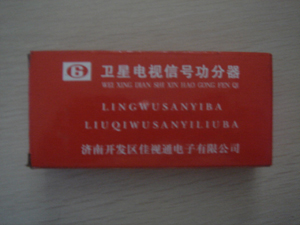 卫星电视信号功分器
WEI XING DIAN SHI XIN HAO GONG FEN QI
LINGWUSANYIBA
LIUQIWUSANYILIUBA
济南开发区佳视通电子有限公司